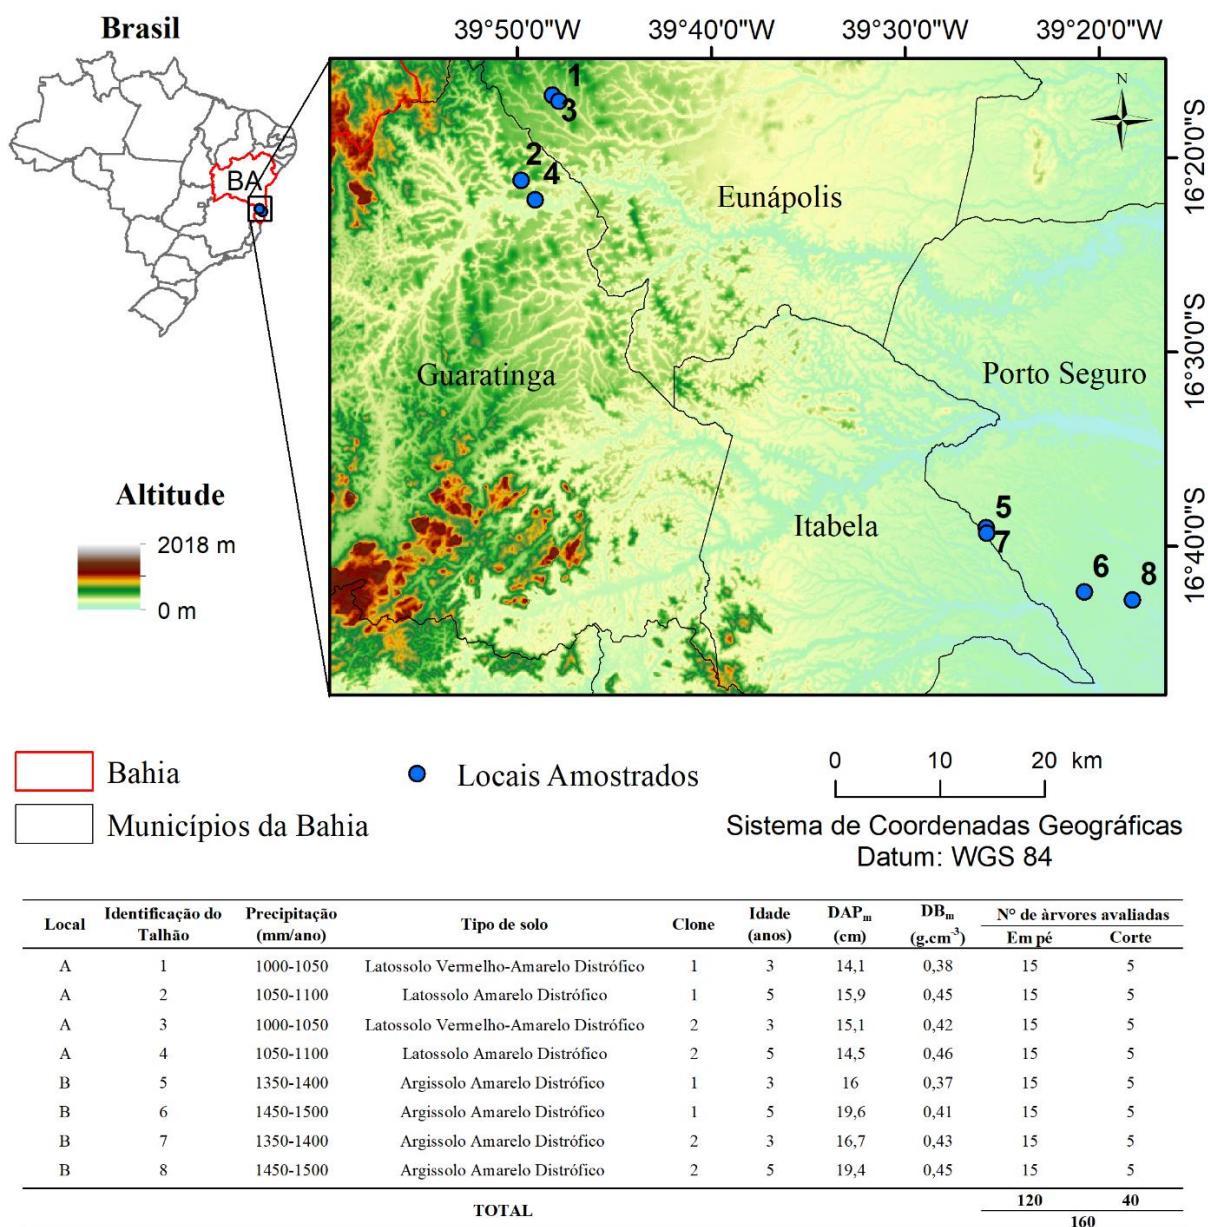 Brasil
BA
39°50'0"W 39°40'0"W 39°30'0"W 39°20'0"W
N
1
3
2
4
16°20'0"S
Eunápolis
16°30'0"S
Guaratinga
Porto Seguro
Altitude
2018 m
0 m
Itabela
5
7
6
8
16°40'0"S
Bahia
Municípios da Bahia
Locais Amostrados
0 10 20 km
Sistema de Coordenadas Geográficas
Datum: WGS 84
Local Identificação do Talhão Precipitação (mm/ano) Tipo de solo Clone Idade (anos) DAPm (cm) DBm (g.cm-3) N° de àrvores avaliadas
Em pé Corte
A 1 1000-1050 Latossolo Vermelho-Amarelo Distrófico 1 3 14,1 0,38 15 5
A 2 1050-1100 Latossolo Amarelo Distrófico 1 5 15,9 0,45 15 5
A 3 1000-1050 Latossolo Vermelho-Amarelo Distrófico 2 3 15,1 0,42 15 5
A 4 1050-1100 Latossolo Amarelo Distrófico 2 5 14,5 0,46 15 5
B 5 1350-1400 Argissolo Amarelo Distrófico 1 3 16 0,37 15 5
B 6 1450-1500 Argissolo Amarelo Distrófico 1 5 19,6 0,41 15 5
B 7 1350-1400 Argissolo Amarelo Distrófico 2 3 16,7 0,43 15 5
B 8 1450-1500 Argissolo Amarelo Distrófico 2 5 19,4 0,45 15 5
TOTAL 120 40
160